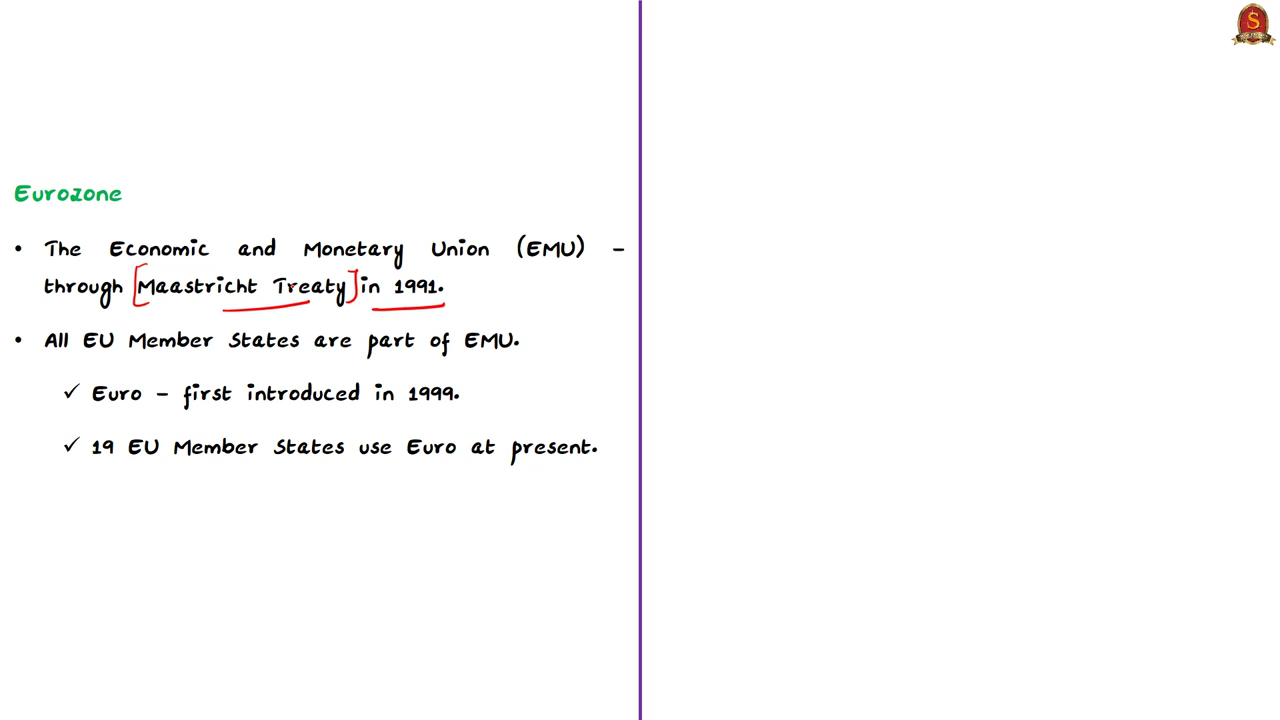 Eurozone
• The Economic and Monetary Union (EMU) –
through [Maastricht Treaty] in 1991.
• All EU Member States are part of EMU.
✓ Euro – first introduced in 1999.
✓ 19 EU Member States use Euro at present.
S